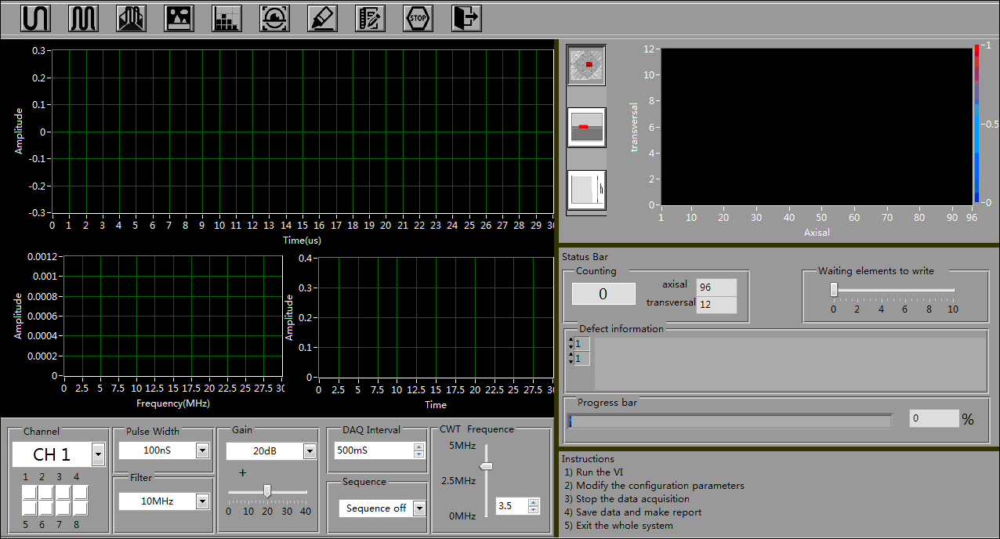 STOP
0.3
0.2
0.1
0
-0.1
-0.2
-0.3
Amplitude
0 1 2 3 4 5 6 7 8 9 10 11 12 13 14 15 16 17 18 19 20 21 22 23 24 25 26 27 28 29 30
Time(us)
0.0012
0.001
0.0008
0.0006
0.0004
0.0002
0
Amplitude
0 2.5 5 7.5 10 12.5 15 17.5 20 22.5 25 27.5 30
Frequency(MHz)
0.4
0.3
0.2
0.1
0
Amplitude
0 2.5 5 7.5 10 12.5 15 17.5 20 22.5 25 27.5 30
Time
Channel
CH 1
1 2 3 4
5 6 7 8
Pulse Width
100nS
Filter
10MHz
Gain
20dB
+
0 10 20 30 40
DAQ Interval
500mS
Sequence
Sequence off
CWT Frequence
5MHz
2.5MHz
0MHz
3.5
h
12
10
8
6
4
2
0
transversal
1 10 20 30 40 50 60 70 80 90 96
Axisal
1
0.5
0
Status Bar
Counting
0
axisal 96
transversal 12
Waiting elements to write
0 2 4 6 8 10
Defect information
1
1
Progress bar
0 %
Instructions
1) Run the VI
2) Modify the configuration parameters
3) Stop the data acquisition
4) Save data and make report
5) Exit the whole system